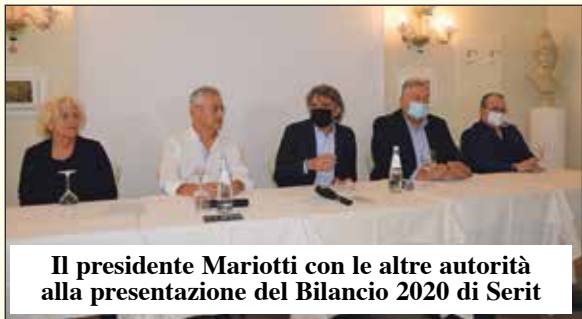 Il presidente Mariotti con le altre autorità
alla presentazione del Bilancio 2020 di Serit